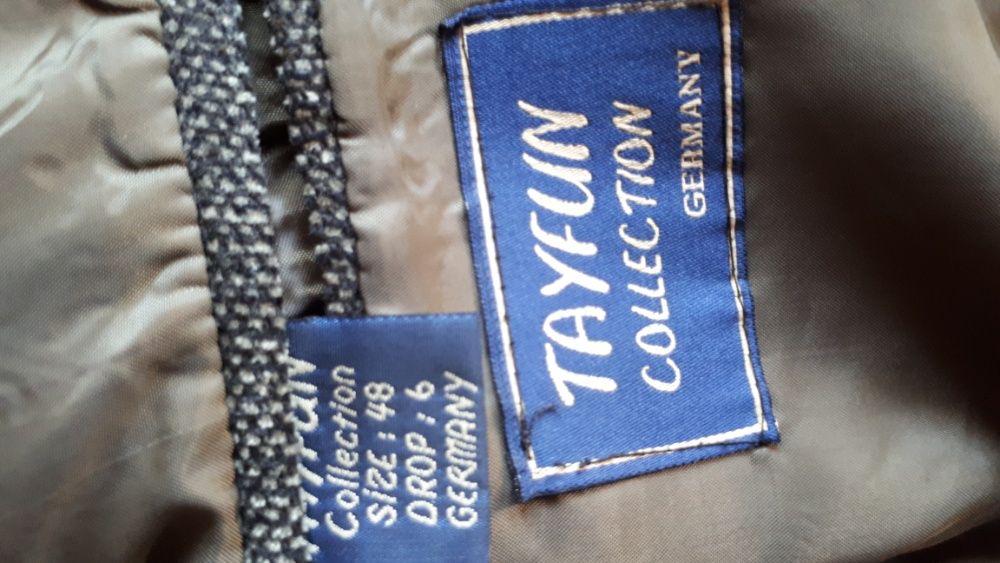 TAYFUN
COLLECTION
GERMANY
Collection
SIZE : 48
DROP : 6
GERMANY